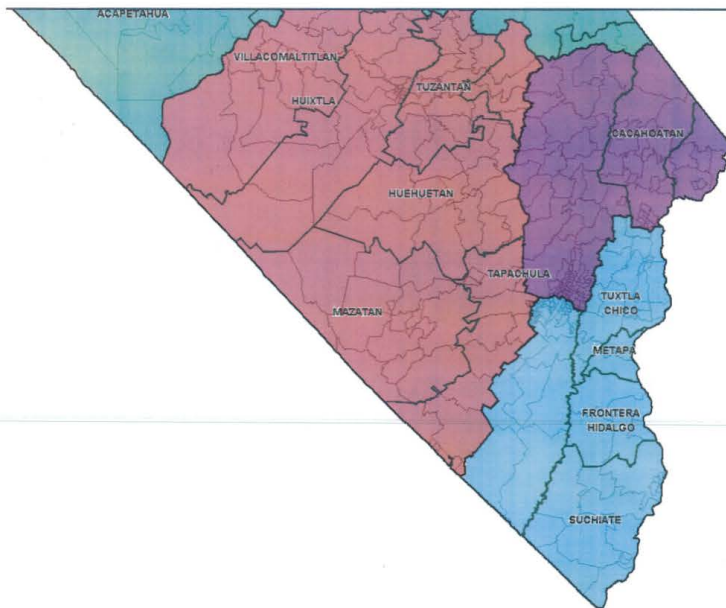 ACAPETAHUA
VILLACOMALTITLAN
HUIXTLA
TUZANTAN
CACAHOATAN
HUEHUETAN
TAPACHULA
MAZATAN
TUXTLA
CHICO
METAPA
FRONTERA
HIDALGO
SUCHIATE